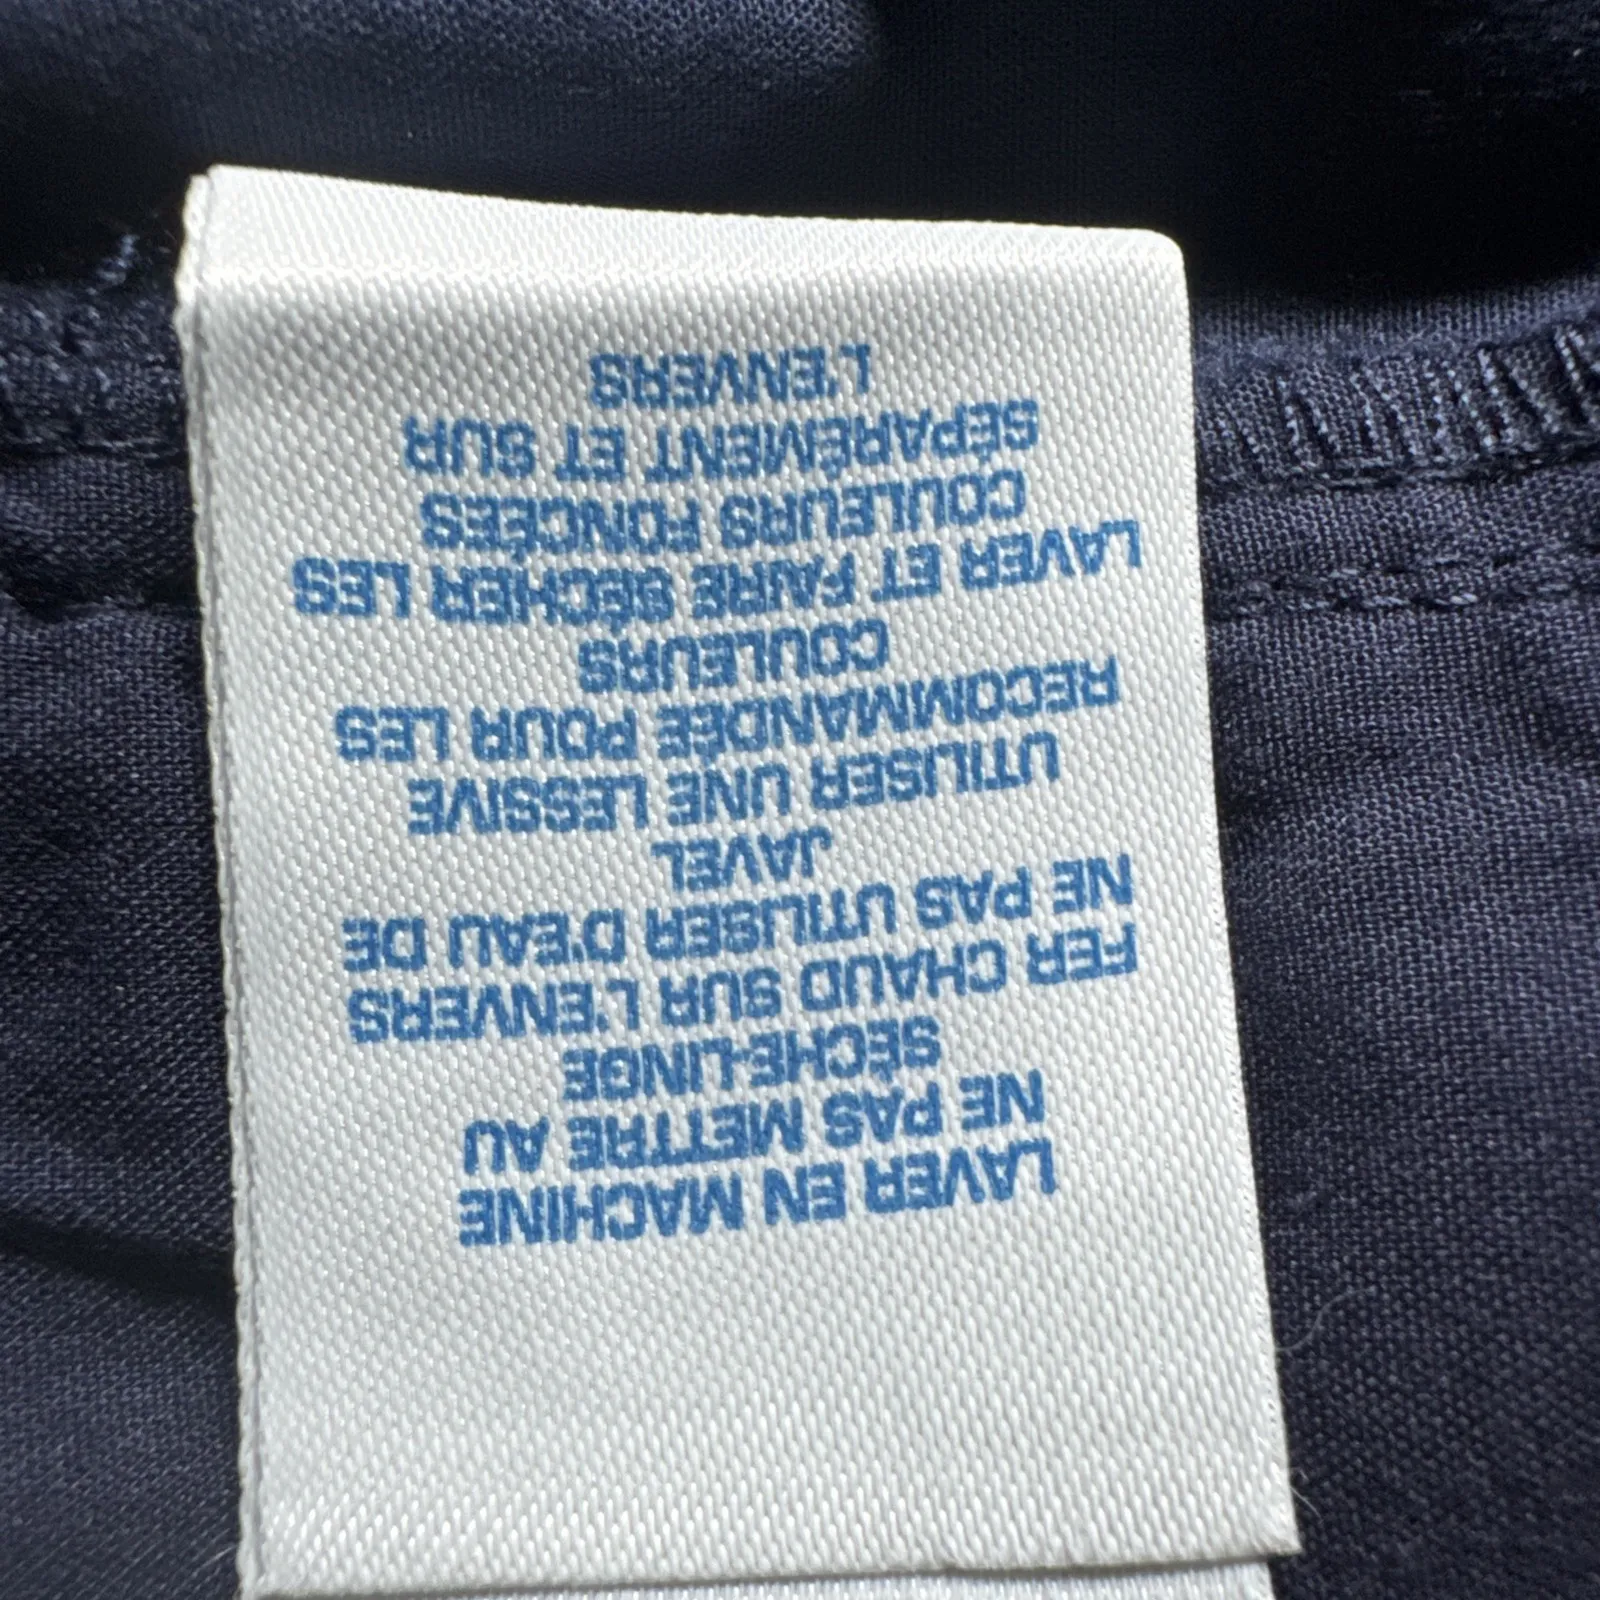 LAVER EN MACHINE
NE PAS METTRE AU
SÈCHE-LINGE
FER CHAUD SUR L'ENVERS
NE PAS UTILISER D'EAU DE
JAVEL
UTILISER UNE LESSIVE
RECOMMANDÉE POUR LES
COULEURS
LAVER ET FAIRE SÉCHER LES
COULEURS FONCÉES
SÉPARÉMENT ET SUR
L'ENVERS